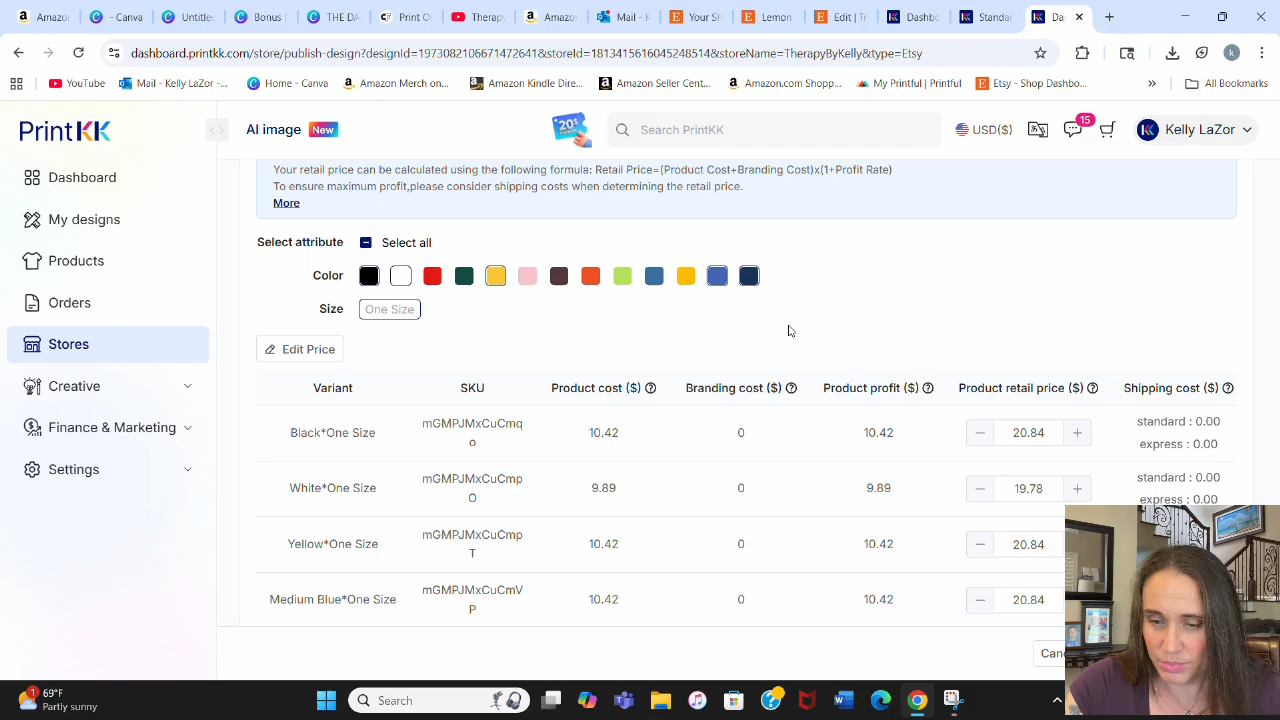 Amazo
- Canva
Untitled
Bonus f
THE DA
Print O
Therapy
Amazo
Mail - K
Your Sh
Lemon
Edit | Tr
Dashbo
Standar
Da
dashboard.printkk.com/store/publish-design?designId=1973082106671472641&storeId=1813415616045248514&storeName=TherapyByKelly&type=Etsy
k
YouTube
Mail - Kelly LaZor -...
Home - Canva
Amazon Merch on...
Amazon Kindle Dire...
Amazon Seller Cent...
Amazon.com Shopp...
My Printful | Printful
Etsy - Shop Dashbo...
All Bookmarks
PrintKK
AI image New
20$
Search PrintKK
USD($)
15
Kelly LaZor
Dashboard
My designs
Products
Orders
Stores
Creative
Finance & Marketing
Settings
Your retail price can be calculated using the following formula: Retail Price=(Product Cost+Branding Cost)x(1+Profit Rate)
To ensure maximum profit,please consider shipping costs when determining the retail price.
More
Select attribute Select all
Color
Size One Size
Edit Price
Variant SKU Product cost ($) Branding cost ($) Product profit ($) Product retail price ($) Shipping cost ($)
Black*One Size mGMPJMxCuCmq
o
10.42 0 10.42 20.84 standard : 0.00
express : 0.00
White*One Size mGMPJMxCuCmp
O
9.89 0 9.89 19.78 standard : 0.00
express : 0.00
Yellow*One Size mGMPJMxCuCmp
T
10.42 0 10.42 20.84
Medium Blue*One Size mGMPJMxCuCmV
P
10.42 0 10.42 20.84
Canc
1
69°F
Partly sunny
Search